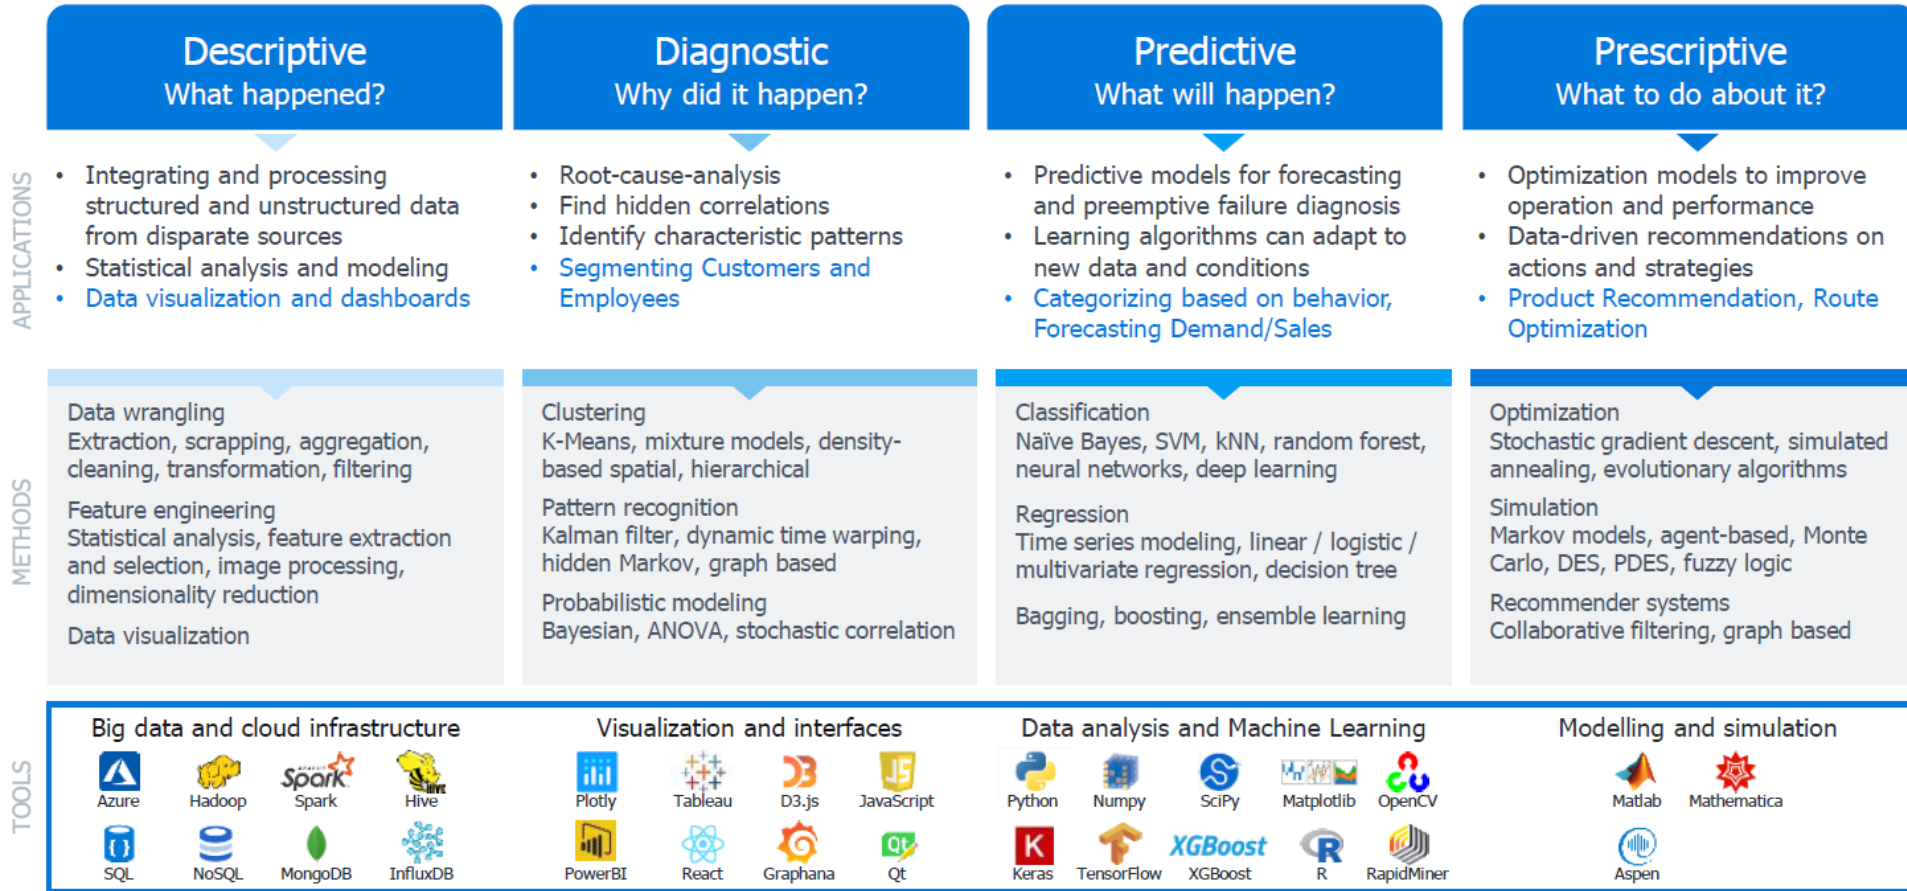 Descriptive
What happened?
Diagnostic
Why did it happen?
Predictive
What will happen?
Prescriptive
What to do about it?
APPLICATIONS
• Integrating and processing
structured and unstructured data
from disparate sources
• Statistical analysis and modeling
• Data visualization and dashboards
• Root-cause-analysis
• Find hidden correlations
• Identify characteristic patterns
• Segmenting Customers and
Employees
• Predictive models for forecasting
and preemptive failure diagnosis
• Learning algorithms can adapt to
new data and conditions
• Categorizing based on behavior,
Forecasting Demand/Sales
• Optimization models to improve
operation and performance
• Data-driven recommendations on
actions and strategies
• Product Recommendation, Route
Optimization
METHODS
Data wrangling
Extraction, scrapping, aggregation,
cleaning, transformation, filtering
Feature engineering
Statistical analysis, feature extraction
and selection, image processing,
dimensionality reduction
Data visualization
Clustering
K-Means, mixture models, density-
based spatial, hierarchical
Pattern recognition
Kalman filter, dynamic time warping,
hidden Markov, graph based
Probabilistic modeling
Bayesian, ANOVA, stochastic correlation
Classification
Naïve Bayes, SVM, kNN, random forest,
neural networks, deep learning
Regression
Time series modeling, linear / logistic /
multivariate regression, decision tree
Bagging, boosting, ensemble learning
Optimization
Stochastic gradient descent, simulated
annealing, evolutionary algorithms
Simulation
Markov models, agent-based, Monte
Carlo, DES, PDES, fuzzy logic
Recommender systems
Collaborative filtering, graph based
TOOLS
Big data and cloud infrastructure
Spark
HIVE
Azure Hadoop Spark Hive
{ }
SQL NoSQL MongoDB InfluxDB
Visualization and interfaces
D3
JS
Plotly Tableau D3.js JavaScript
Qt
PowerBI React Graphana Qt
Data analysis and Machine Learning
Python Numpy SciPy Matplotlib OpenCV
K
XGBoost
R
Keras TensorFlow XGBoost R RapidMiner
Modelling and simulation
Matlab Mathematica
Aspen